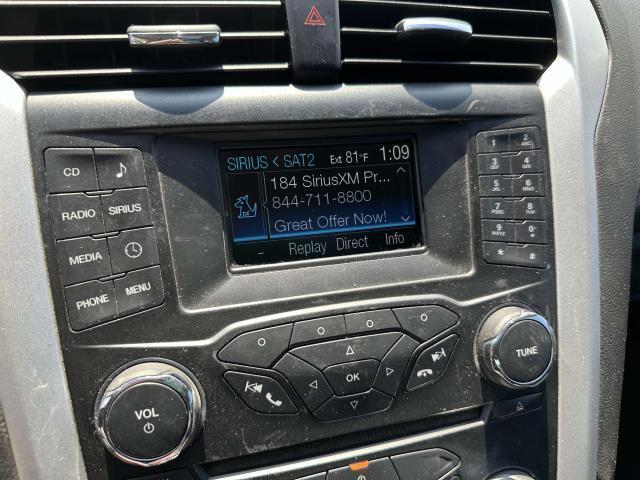 SIRIUS < SAT2 Ext 81°F 1:09
184 SiriusXM Pr...
844-711-8800
Great Offer Now!
- Replay Direct Info
CD
RADIO SIRIUS
MEDIA
PHONE MENU
1 2 ABC
3 4 GHI
5 JKL 6 MNO
7 PQRS 8 TUV
9 WXYZ 0
* #
OK
VOL
TUNE